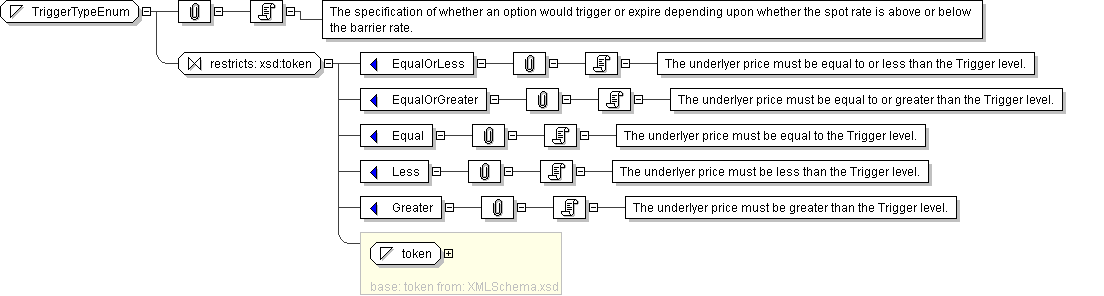 TriggerTypeEnum
The specification of whether an option would trigger or expire depending upon whether the spot rate is above or below
the barrier rate.
restricts: xsd:token
EqualOrLess The underlyer price must be equal to or less than the Trigger level.
EqualOrGreater The underlyer price must be equal to or greater than the Trigger level.
Equal The underlyer price must be equal to the Trigger level.
Less The underlyer price must be less than the Trigger level.
Greater The underlyer price must be greater than the Trigger level.
token
base: token from: XMLSchema.xsd